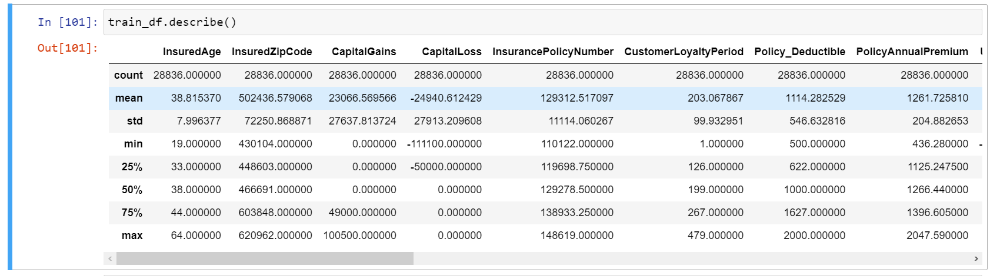 In [101]: train_df.describe()
Out[101]:
InsuredAge InsuredZipCode CapitalGains CapitalLoss InsurancePolicyNumber CustomerLoyaltyPeriod Policy_Deductible PolicyAnnualPremium
count 28836.000000 28836.000000 28836.000000 28836.000000 28836.000000 28836.000000 28836.000000 28836.000000
mean 38.815370 502436.579068 23066.569566 -24940.612429 129312.517097 203.067867 1114.282529 1261.725810
std 7.996377 72250.868871 27637.813724 27913.209608 11114.060267 99.932951 546.632816 204.882653
min 19.000000 430104.000000 0.000000 -111100.000000 110122.000000 1.000000 500.000000 436.280000 -
25% 33.000000 448603.000000 0.000000 -50000.000000 119698.750000 126.000000 622.000000 1125.247500
50% 38.000000 466691.000000 0.000000 0.000000 129278.500000 199.000000 1000.000000 1266.440000
75% 44.000000 603848.000000 49000.000000 0.000000 138933.250000 267.000000 1627.000000 1396.605000
max 64.000000 620962.000000 100500.000000 0.000000 148619.000000 479.000000 2000.000000 2047.590000